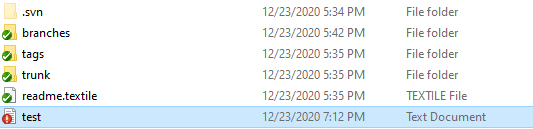 .svn 12/23/2020 5:34 PM File folder
branches 12/23/2020 5:42 PM File folder
tags 12/23/2020 5:35 PM File folder
trunk 12/23/2020 5:35 PM File folder
readme.textile 12/23/2020 5:35 PM TEXTILE File
test 12/23/2020 7:12 PM Text Document